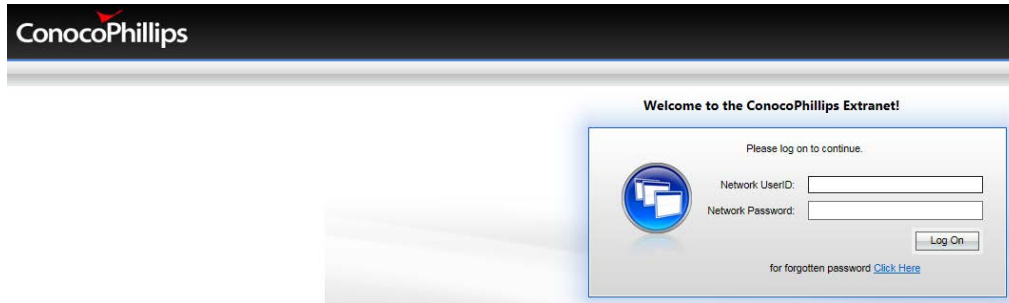 ConocoPhillips
Welcome to the ConocoPhillips Extranet!
Please log on to continue.
Network UserID:
Network Password:
Log On
for forgotten password Click Here